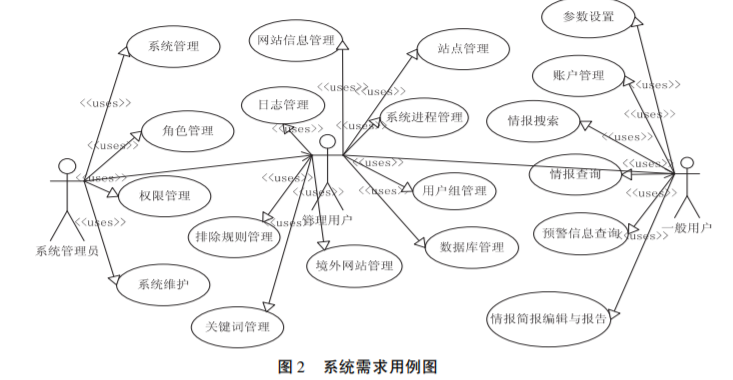 参数设置
系统管理
网站信息管理
站点管理
账户管理
<<uses>>
<<uses>>
<<uses>>
<<uses>>
日志管理
系统进程管理
情报搜索
<<uses>>
<<uses>>
<<uses>>
角色管理
<<uses>>
<<uses>>
<<uses>>
<<uses>>
情报查询
<<uses>>
<<uses>>
<<uses>>
权限管理
<<uses>>
用户组管理
<<uses>>
<<uses>>
<<uses>>
管理用户
一般用户
排除规则管理
预警信息查询
<<uses>>
系统管理员
数据库管理
境外网站管理
系统维护
关键词管理
情报简报编辑与报告
图 2 系统需求用例图